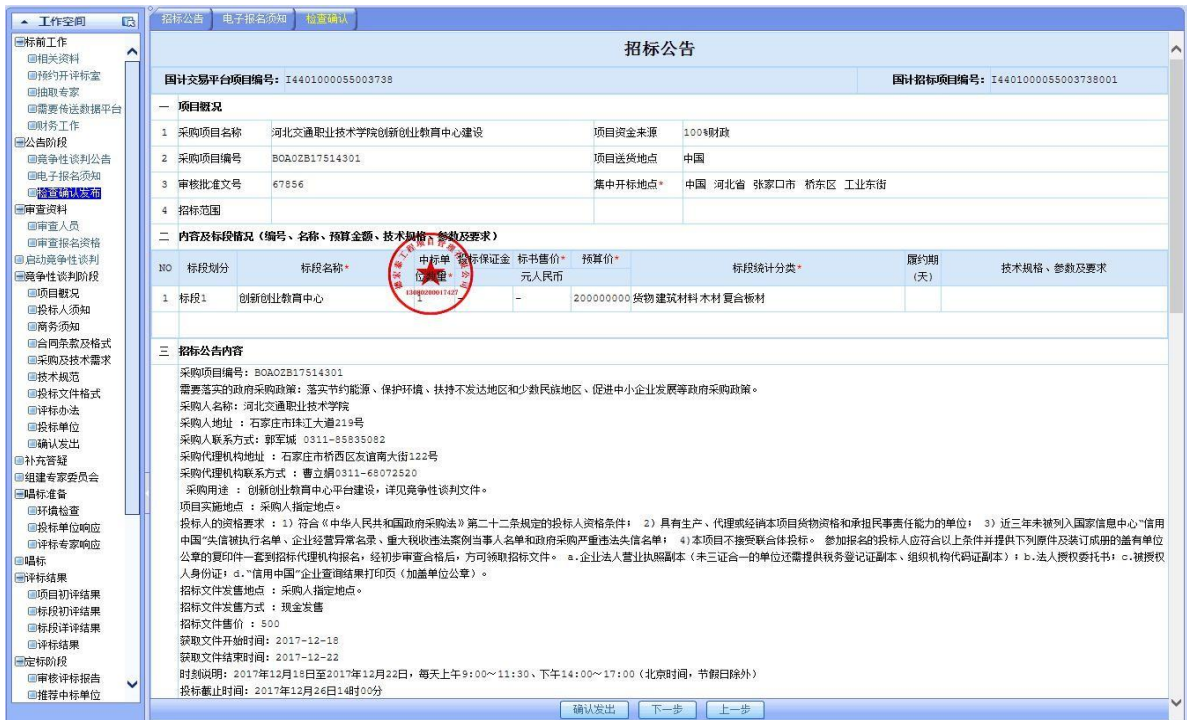 工作空间
标前工作
相关资料
预约开评标室
抽取专家
需要传送数据平台
财务工作
公告阶段
竞争性谈判公告
电子报名须知
检查确认发布
审查资料
审查人员
审查报名资格
启动竞争性谈判
竞争性谈判阶段
项目概况
投标人须知
商务须知
合同条款及格式
采购及技术需求
技术规范
投标文件格式
评标办法
投标单位
确认发出
补充答疑
组建专家委员会
唱标准备
环境检查
投标单位响应
评标专家响应
唱标
评标结果
项目初评结果
标段初评结果
标段详评结果
评标结果
定标阶段
审核评标报告
推荐中标单位
招标公告 电子报名须知 检查确认
招标公告
国计交易平台项目编号: I4401000055003738 国计招标项目编号: I4401000055003738001
一 项目概况
1 采购项目名称 河北交通职业技术学院创新创业教育中心建设 项目资金来源 100%财政
2 采购项目编号 BOAOZB17514301 项目送货地点 中国
3 审核批准文号 67856 集中开标地点* 中国 河北省 张家口市 桥东区 工业东街
4 招标范围
二 内容及标段情况（编号、名称、预算金额、技术规格、参数及要求）
NO 标段划分 标段名称* 中标单 投标保证金 标书售价* 预算价* 标段统计分类* 履约期（天） 技术规格、参数及要求
元人民币
1 标段1 创新创业教育中心 1 - - 200000000 货物 建筑材料 木材 复合板材
1306020001742?
三 招标公告内容
采购项目编号: BOAOZB17514301
需要落实的政府采购政策: 落实节约能源、保护环境、扶持不发达地区和少数民族地区、促进中小企业发展等政府采购政策。
采购人名称: 河北交通职业技术学院
采购人地址 : 石家庄市珠江大道219号
采购人联系方式: 郭军城 0311-85835082
采购代理机构地址 : 石家庄市桥西区友谊南大街122号
采购代理机构联系方式 : 曹立娟0311-68072520
采购用途 : 创新创业教育中心平台建设，详见竞争性谈判文件。
项目实施地点 : 采购人指定地点。
投标人的资格要求 : 1) 符合《中华人民共和国政府采购法》第二十二条规定的投标人资格条件; 2) 具有生产、代理或经销本项目货物资格和承担民事责任能力的单位; 3) 近三年未被列入国家信息中心"信用
中国"失信被执行名单、企业经营异常名录、重大税收违法案例当事人名单和政府采购严重违法失信名单; 4)本项目不接受联合体投标。 参加报名的投标人应符合以上条件并提供下列原件及装订成册的盖有单位
公章的复印件一套到招标代理机构报名，经初步审查合格后，方可领取招标文件。 a.企业法人营业执照副本（未三证合一的单位还需提供税务登记证副本、组织机构代码证副本）; b.法人授权委托书; c.被授权
人身份证; d."信用中国"企业查询结果打印页（加盖单位公章）。
招标文件发售地点 : 采购人指定地点。
招标文件发售方式 : 现金发售
招标文件售价 : 500
获取文件开始时间: 2017-12-18
获取文件结束时间: 2017-12-22
时刻说明: 2017年12月18日至2017年12月22日，每天上午9:00～11:30、下午14:00～17:00（北京时间，节假日除外）
投标截止时间: 2017年12月26日14时00分
确认发出 下一步 上一步